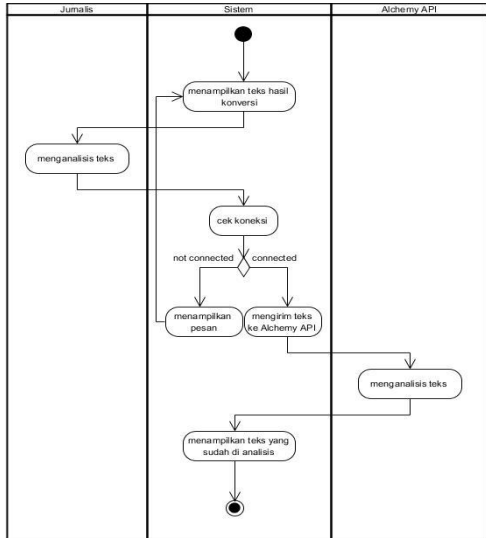 Jurnalis
Sistem
Alchemy API
menampilkan teks hasil
konversi
menganalisis teks
cek koneksi
not connected
connected
menampilkan
pesan
mengirim teks
ke Alchemy API
menganalisis teks
menampilkan teks yang
sudah di analisis